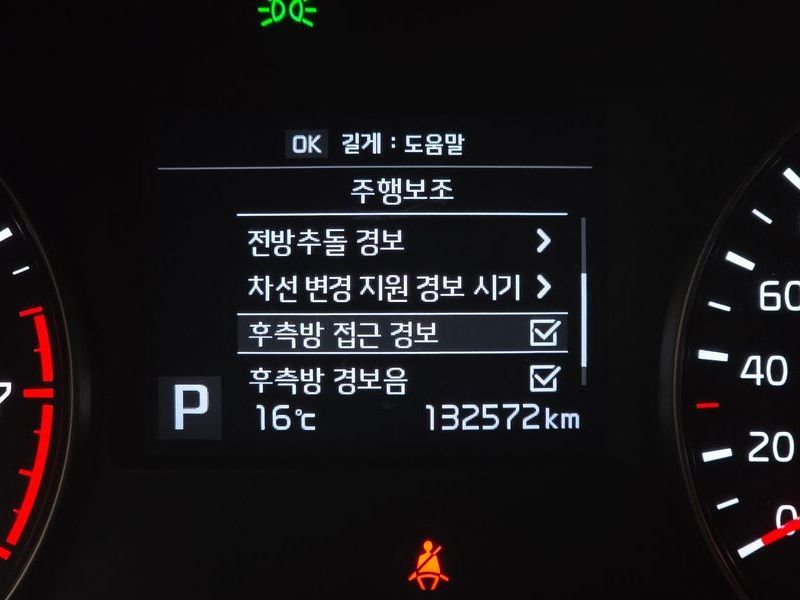 OK 길게 : 도움말
주행보조
전방추돌 경보
차선 변경 지원 경보 시기
후측방 접근 경보
후측방 경보음
P
16℃ 132572km
7
60
40
20
0